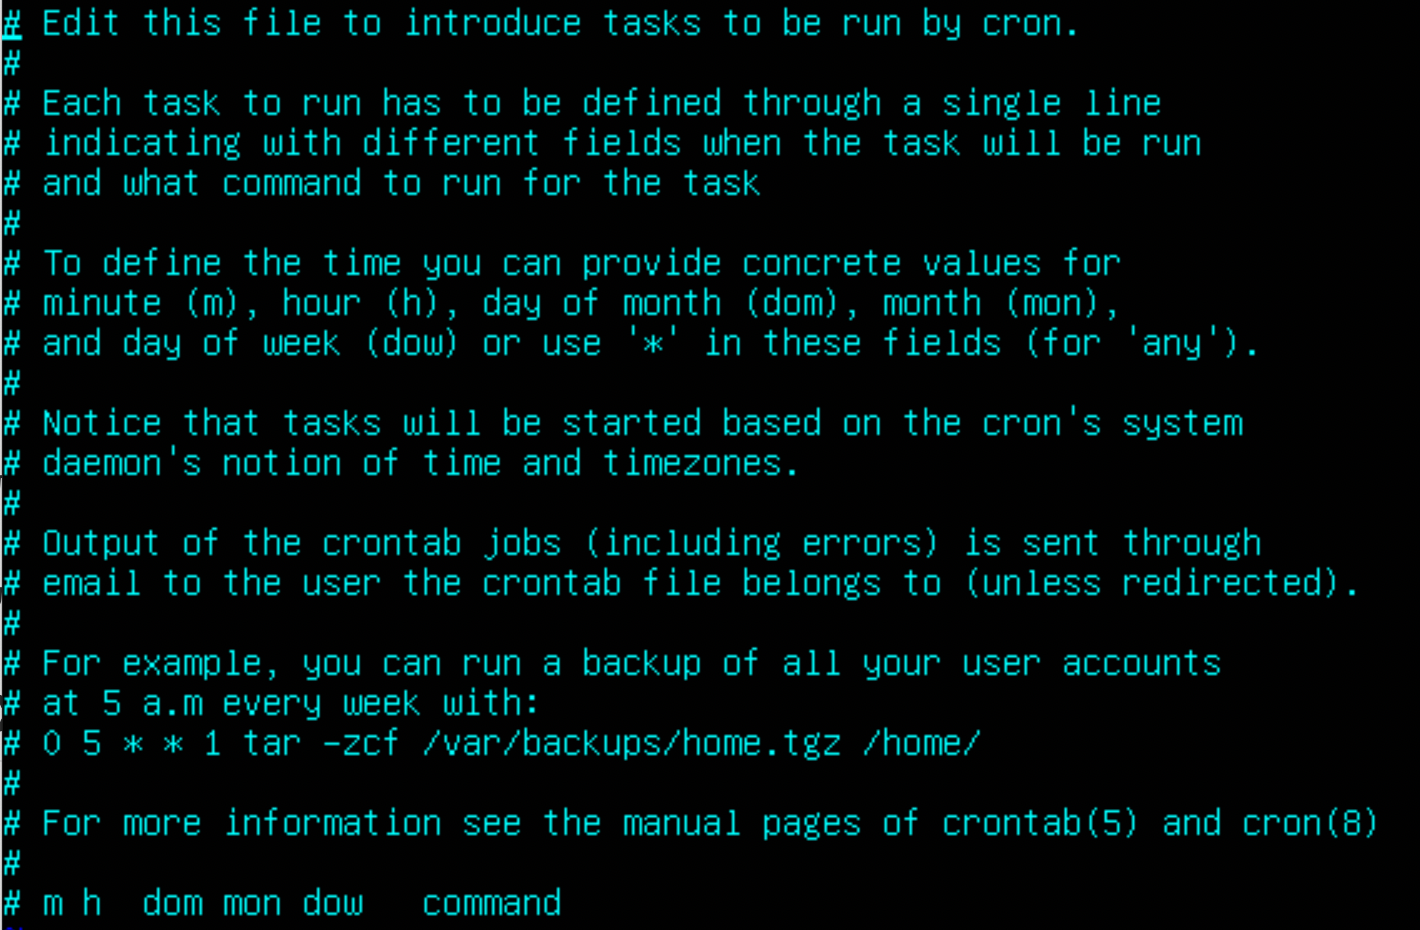 # Edit this file to introduce tasks to be run by cron.
#
# Each task to run has to be defined through a single line
# indicating with different fields when the task will be run
# and what command to run for the task
#
# To define the time you can provide concrete values for
# minute (m), hour (h), day of month (dom), month (mon),
# and day of week (dow) or use '*' in these fields (for 'any').
#
# Notice that tasks will be started based on the cron's system
# daemon's notion of time and timezones.
#
# Output of the crontab jobs (including errors) is sent through
# email to the user the crontab file belongs to (unless redirected).
#
# For example, you can run a backup of all your user accounts
# at 5 a.m every week with:
# 0 5 * * 1 tar -zcf /var/backups/home.tgz /home/
#
# For more information see the manual pages of crontab(5) and cron(8)
#
# m h  dom mon dow   command